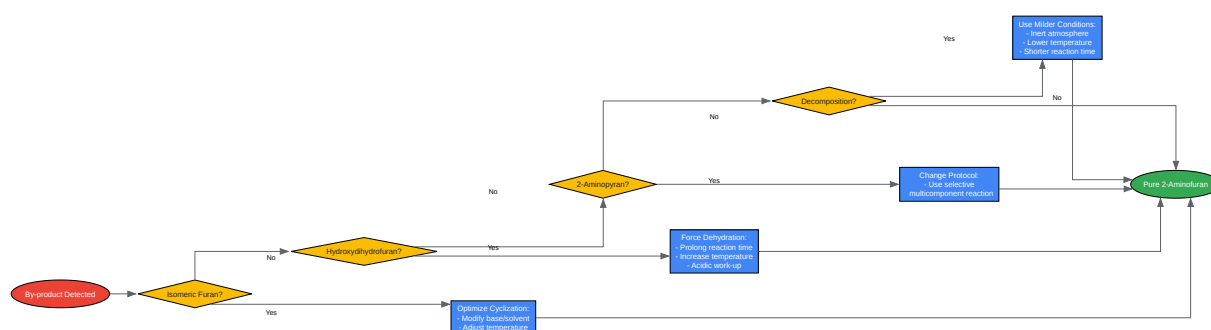 Use Milder Conditions:
- Inert atmosphere
- Lower temperature
- Shorter reaction time
Yes
Decomposition?
No
No
2-Aminopyran?
Yes
Change Protocol:
- Use selective
multicomponent reaction
Pure 2-Aminofuran
No
Hydroxydihydrofuran?
Yes
Force Dehydration:
- Prolong reaction time
- Increase temperature
- Acidic work-up
No
By-product Detected
Isomeric Furan?
Yes
Optimize Cyclization:
- Modify base/solvent
- Adjust temperature